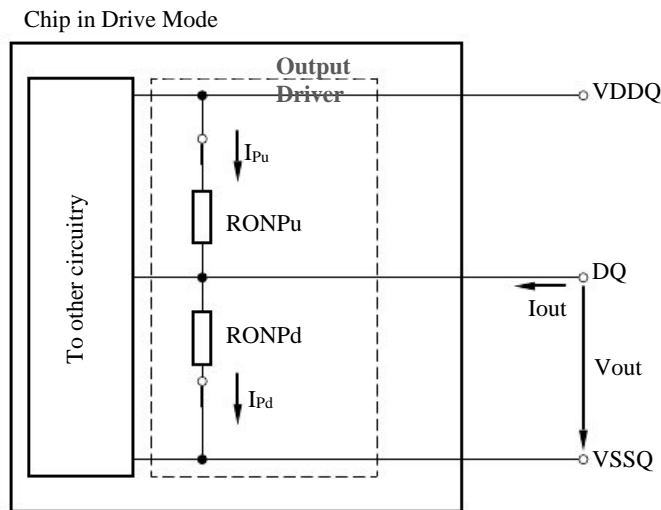 Chip in Drive Mode
Output
Driver
VDDQ
IPu
RONPu
To other circuitry
DQ
Iout
RONPd
Vout
IPd
VSSQ